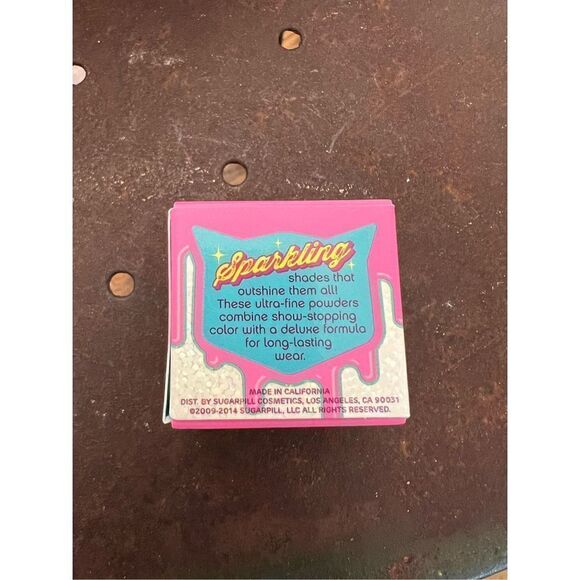 Sparkling
shades that
outshine them all!
These ultra-fine powders
combine show-stopping
color with a deluxe formula
for long-lasting
wear.
MADE IN CALIFORNIA
DIST. BY SUGARPILL COSMETICS, LOS ANGELES, CA 90031
©2009-2014 SUGARPILL, LLC ALL RIGHTS RESERVED.